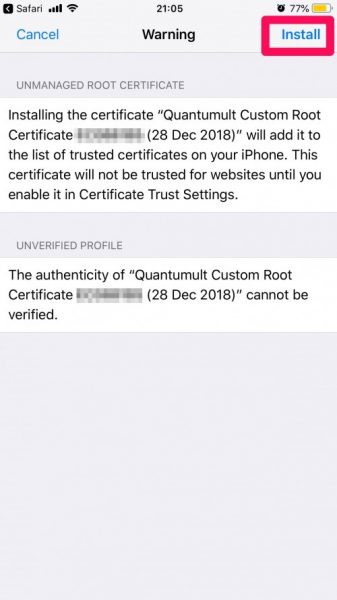 Safari 21:05 77%
Cancel Warning Install
UNMANAGED ROOT CERTIFICATE
Installing the certificate “Quantumult Custom Root
Certificate (28 Dec 2018)” will add it to
the list of trusted certificates on your iPhone. This
certificate will not be trusted for websites until you
enable it in Certificate Trust Settings.
UNVERIFIED PROFILE
The authenticity of “Quantumult Custom Root
Certificate (28 Dec 2018)” cannot be
verified.